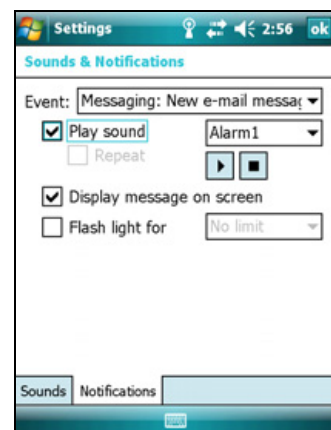 Settings 2:56 ok
Sounds & Notifications
Event: Messaging: New e-mail messag
Play sound Alarm1
Repeat
Display message on screen
Flash light for No limit
Sounds Notifications